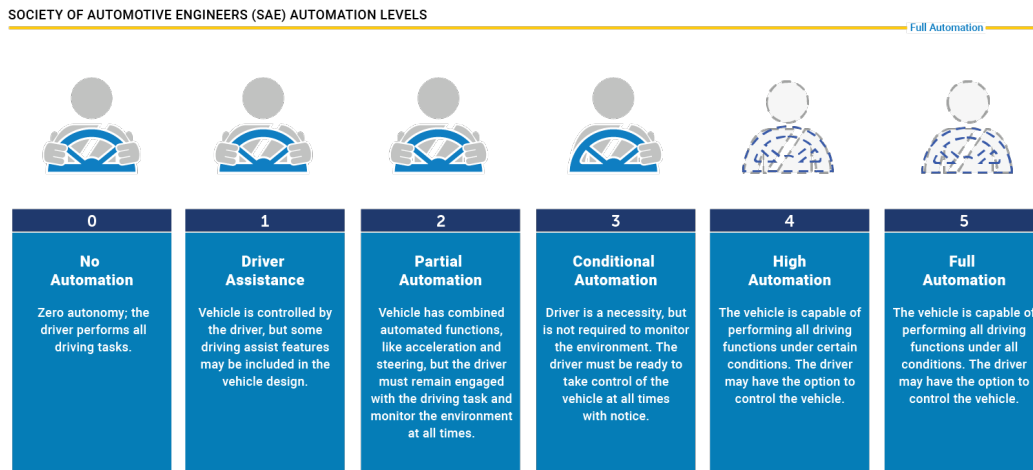 SOCIETY OF AUTOMOTIVE ENGINEERS (SAE) AUTOMATION LEVELS
Full Automation
0
No
Automation
Zero autonomy; the
driver performs all
driving tasks.
1
Driver
Assistance
Vehicle is controlled by
the driver, but some
driving assist features
may be included in the
vehicle design.
2
Partial
Automation
Vehicle has combined
automated functions,
like acceleration and
steering, but the driver
must remain engaged
with the driving task and
monitor the environment
at all times.
3
Conditional
Automation
Driver is a necessity, but
is not required to monitor
the environment. The
driver must be ready to
take control of the
vehicle at all times
with notice.
4
High
Automation
The vehicle is capable of
performing all driving
functions under certain
conditions. The driver
may have the option to
control the vehicle.
5
Full
Automation
The vehicle is capable of
performing all driving
functions under all
conditions. The driver
may have the option to
control the vehicle.